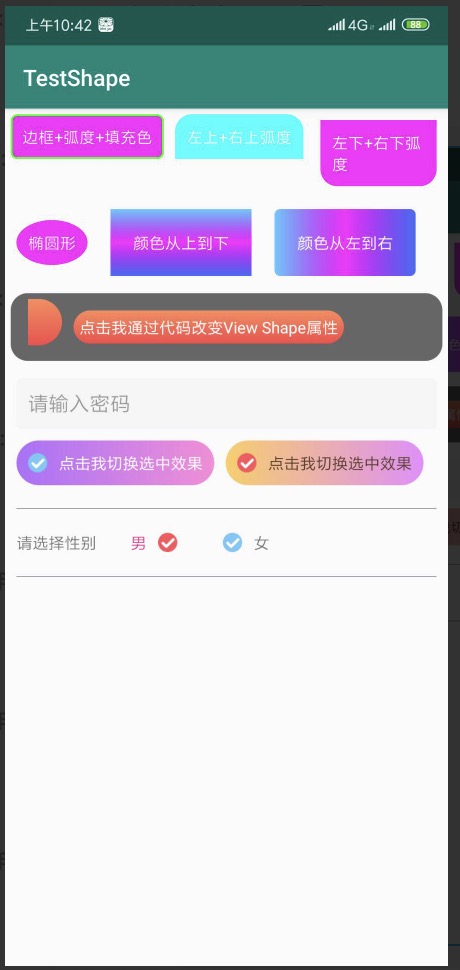 上午10:42
4G
88
TestShape
边框+弧度+填充色
左上+右上弧度
左下+右下弧
度
椭圆形
颜色从上到下
颜色从左到右
点击我通过代码改变View Shape属性
请输入密码
点击我切换选中效果
点击我切换选中效果
请选择性别
男
女